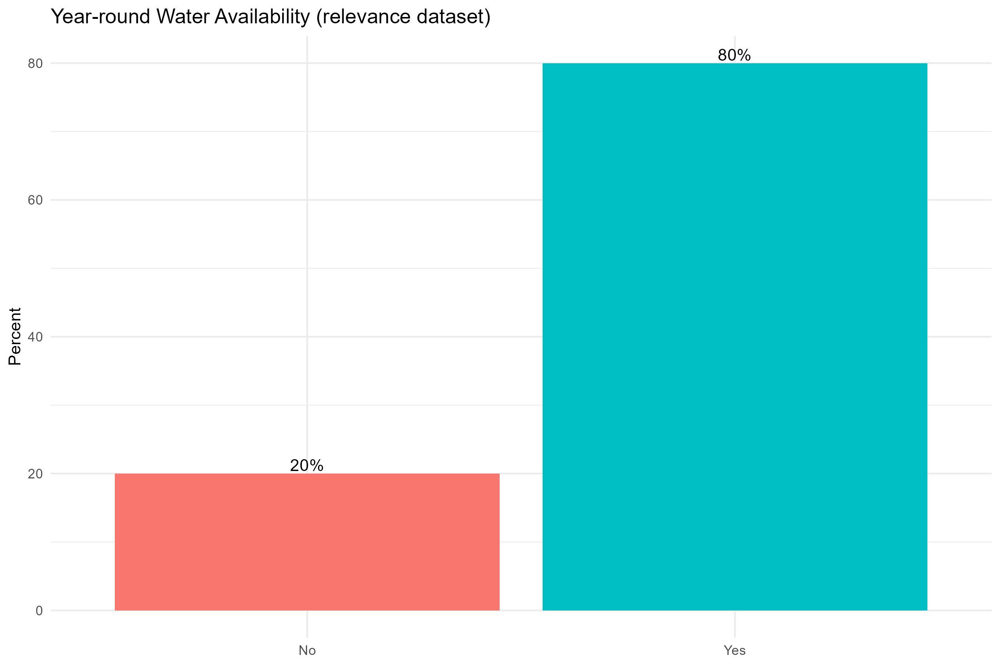 Year-round Water Availability (relevance dataset)
80%
80
60
Percent
40
20%
20
0
No
Yes